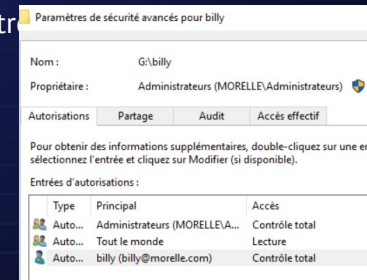 tr
Paramètres de sécurité avancés pour billy
Nom : G:\billy
Propriétaire : Administrateurs (MORELLE\Administrateurs)
Autorisations Partage Audit Accès effectif
Pour obtenir des informations supplémentaires, double-cliquez sur une e
sélectionnez l'entrée et cliquez sur Modifier (si disponible).
Entrées d'autorisations :
Type Principal Accès
Auto... Administrateurs (MORELLE\A... Contrôle total
Auto... Tout le monde Lecture
Auto... billy (billy@morelle.com) Contrôle total